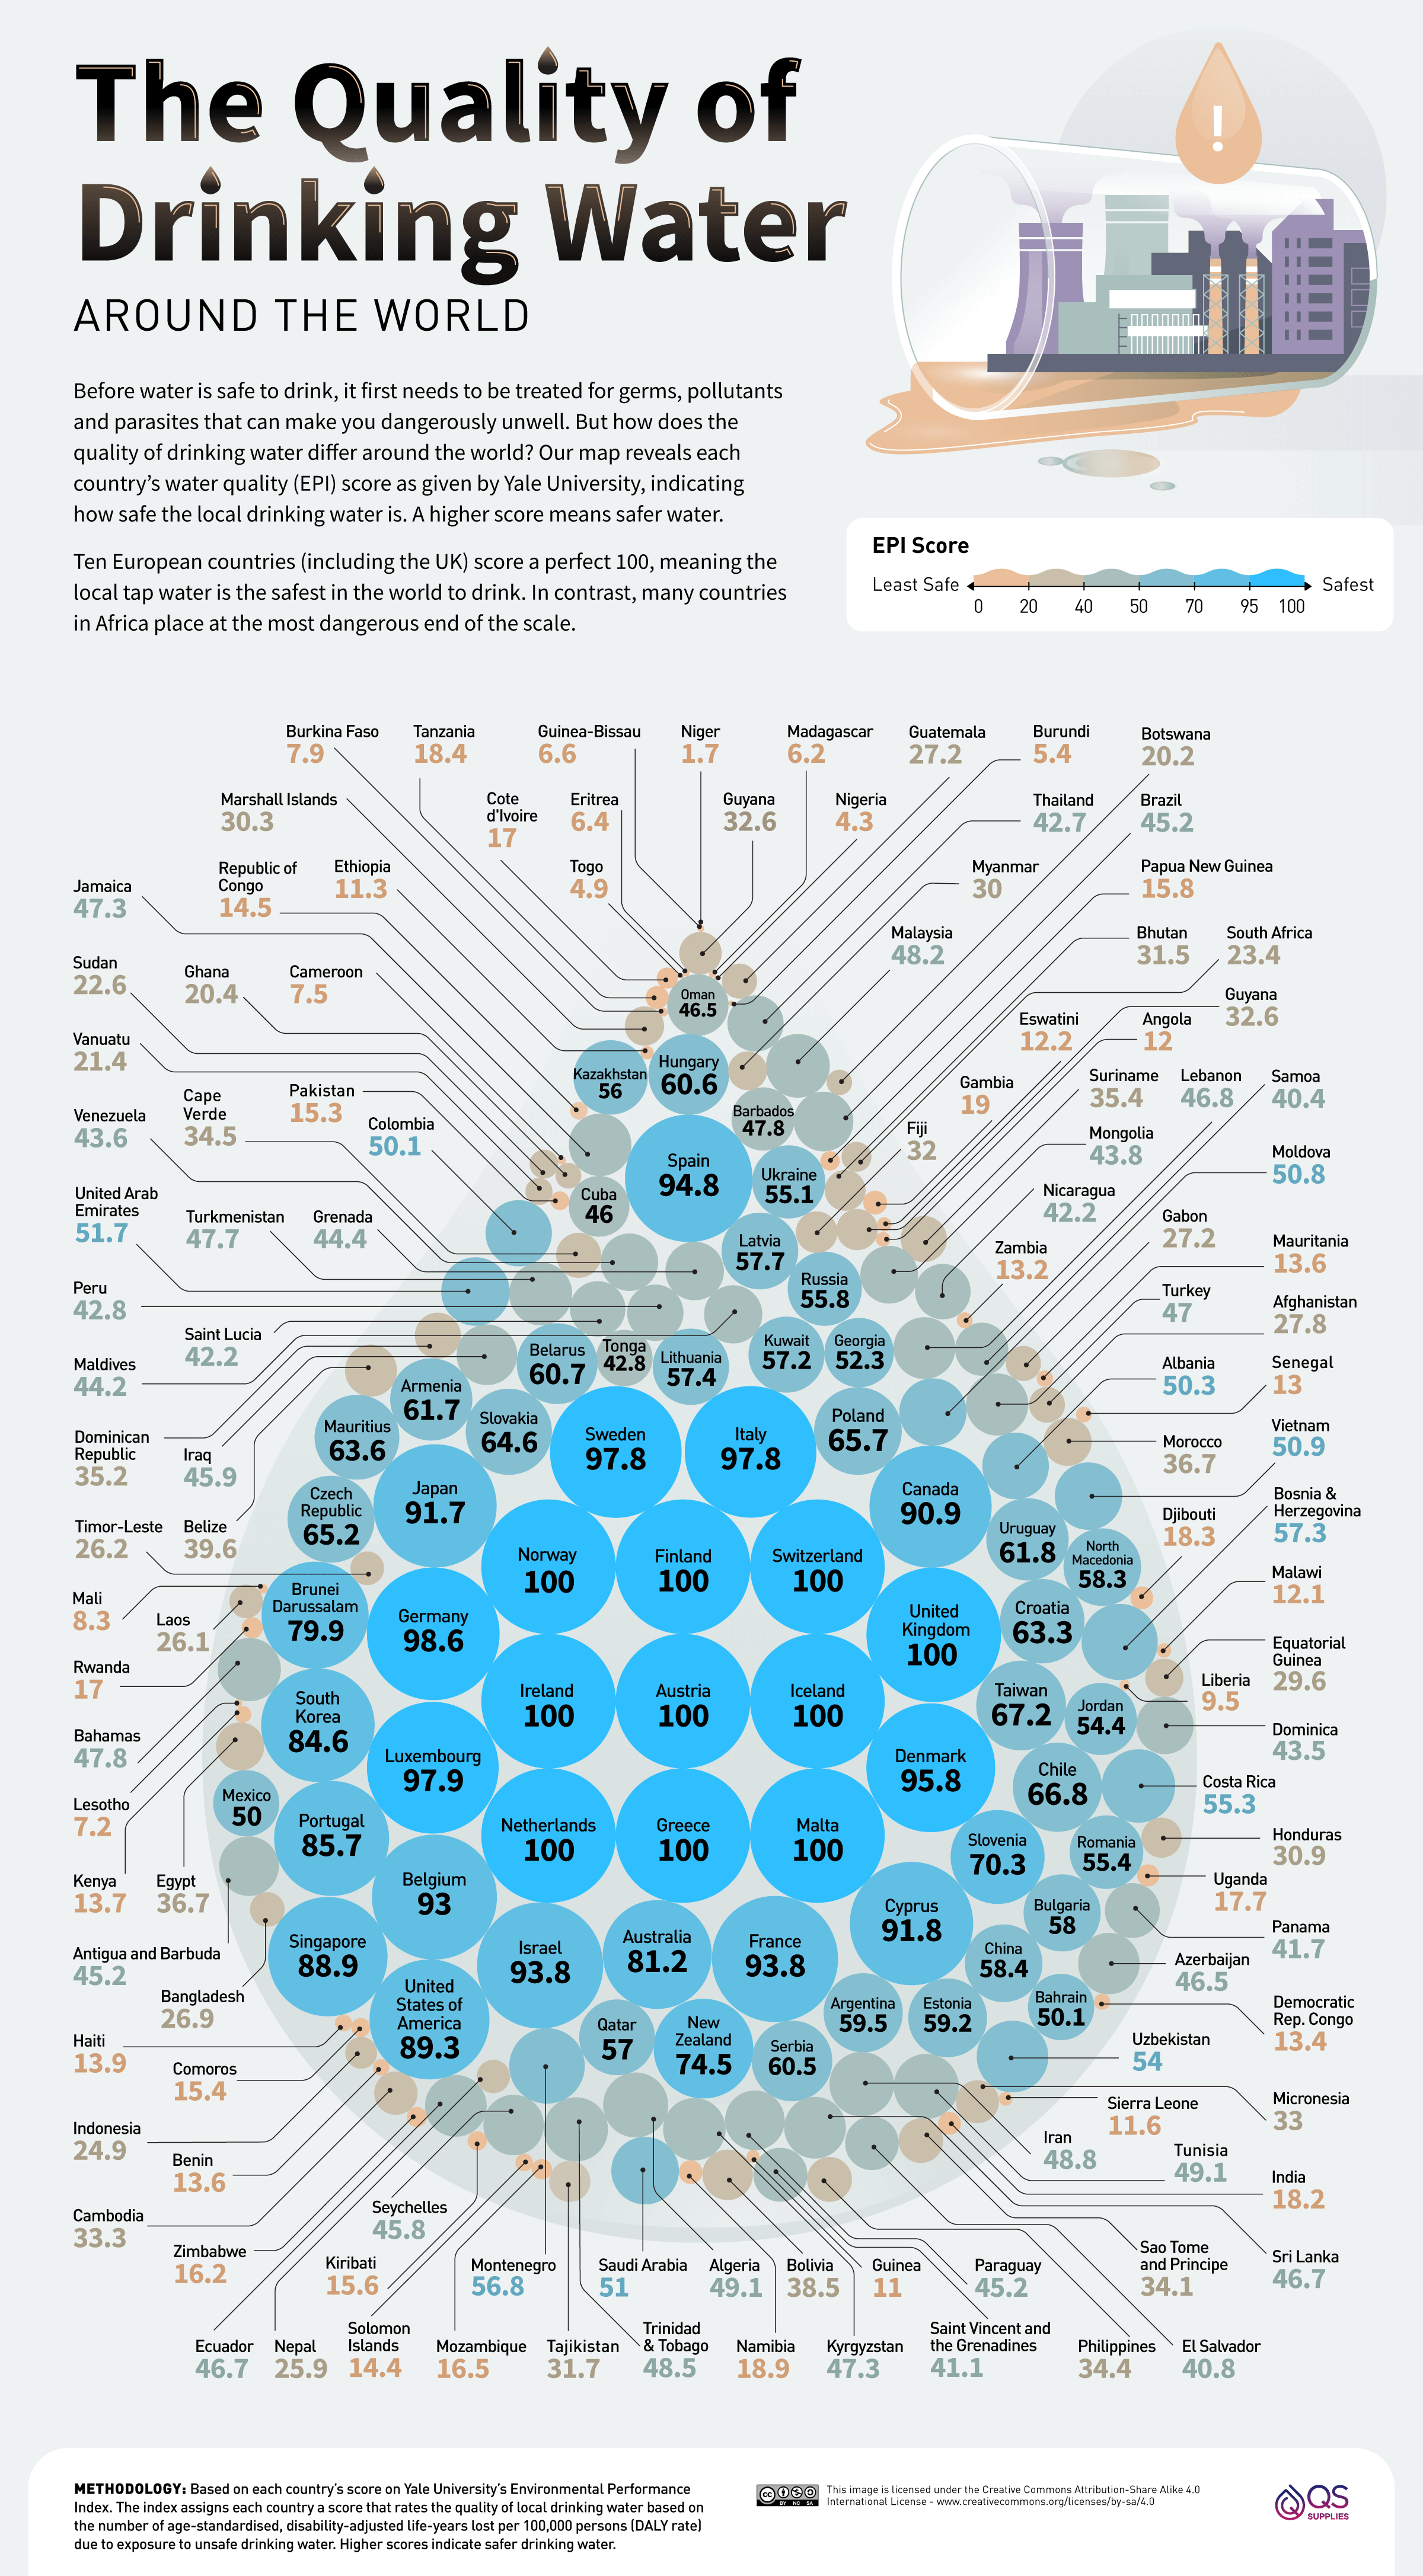 The Quality of
Drinking Water
AROUND THE WORLD
Before water is safe to drink, it first needs to be treated for germs, pollutants
and parasites that can make you dangerously unwell. But how does the
quality of drinking water differ around the world? Our map reveals each
country's water quality (EPI) score as given by Yale University, indicating
how safe the local drinking water is. A higher score means safer water.
Ten European countries (including the UK) score a perfect 100, meaning the
local tap water is the safest in the world to drink. In contrast, many countries
in Africa place at the most dangerous end of the scale.
!
EPI Score
Least Safe
Safest
0 20 40 50 70 95 100
Burkina Faso
7.9
Tanzania
18.4
Guinea-Bissau
6.6
Niger
1.7
Madagascar
6.2
Guatemala
27.2
Burundi
5.4
Botswana
20.2
Marshall Islands
30.3
Cote
d'Ivoire
17
Eritrea
6.4
Guyana
32.6
Nigeria
4.3
Thailand
42.7
Brazil
45.2
Jamaica
47.3
Republic of
Congo
14.5
Ethiopia
11.3
Togo
4.9
Myanmar
30
Papua New Guinea
15.8
Malaysia
48.2
Bhutan
31.5
South Africa
23.4
Sudan
22.6
Ghana
20.4
Cameroon
7.5
Guyana
32.6
Eswatini
12.2
Angola
12
Vanuatu
21.4
Cape
Verde
34.5
Pakistan
15.3
Colombia
50.1
Gambia
19
Suriname
35.4
Lebanon
46.8
Samoa
40.4
Venezuela
43.6
Fiji
32
Mongolia
43.8
Moldova
50.8
United Arab
Emirates
51.7
Turkmenistan
47.7
Grenada
44.4
Nicaragua
42.2
Gabon
27.2
Zambia
13.2
Mauritania
13.6
Peru
42.8
Turkey
47
Afghanistan
27.8
Saint Lucia
42.2
Maldives
44.2
Albania
50.3
Senegal
13
Dominican
Republic
35.2
Iraq
45.9
Vietnam
50.9
Morocco
36.7
Bosnia &
Herzegovina
57.3
Djibouti
18.3
Timor-Leste
26.2
Belize
39.6
Malawi
12.1
Mali
8.3
Laos
26.1
Equatorial
Guinea
29.6
Rwanda
17
Liberia
9.5
Bahamas
47.8
Dominica
43.5
Lesotho
7.2
Costa Rica
55.3
Kenya
13.7
Egypt
36.7
Honduras
30.9
Uganda
17.7
Antigua and Barbuda
45.2
Panama
41.7
Bangladesh
26.9
Azerbaijan
46.5
Haiti
13.9
Comoros
15.4
Democratic
Rep. Congo
13.4
Uzbekistan
54
Indonesia
24.9
Benin
13.6
Micronesia
33
Sierra Leone
11.6
Iran
48.8
Tunisia
49.1
India
18.2
Cambodia
33.3
Seychelles
45.8
Zimbabwe
16.2
Kiribati
15.6
Montenegro
56.8
Saudi Arabia
51
Algeria
49.1
Bolivia
38.5
Guinea
11
Paraguay
45.2
Sao Tome
and Principe
34.1
Sri Lanka
46.7
Ecuador
46.7
Nepal
25.9
Solomon
Islands
14.4
Mozambique
16.5
Tajikistan
31.7
Trinidad
& Tobago
48.5
Namibia
18.9
Kyrgyzstan
47.3
Saint Vincent and
the Grenadines
41.1
Philippines
34.4
El Salvador
40.8
Oman
46.5
Kazakhstan
56
Hungary
60.6
Barbados
47.8
Spain
94.8
Ukraine
55.1
Cuba
46
Latvia
57.7
Russia
55.8
Belarus
60.7
Tonga
42.8
Lithuania
57.4
Kuwait
57.2
Georgia
52.3
Armenia
61.7
Mauritius
63.6
Slovakia
64.6
Sweden
97.8
Italy
97.8
Poland
65.7
Czech
Republic
65.2
Japan
91.7
Canada
90.9
Uruguay
61.8
North
Macedonia
58.3
Norway
100
Finland
100
Switzerland
100
Brunei
Darussalam
79.9
Germany
98.6
United
Kingdom
100
Croatia
63.3
South
Korea
84.6
Ireland
100
Austria
100
Iceland
100
Taiwan
67.2
Jordan
54.4
Luxembourg
97.9
Denmark
95.8
Chile
66.8
Mexico
50
Portugal
85.7
Netherlands
100
Greece
100
Malta
100
Slovenia
70.3
Romania
55.4
Belgium
93
Cyprus
91.8
Bulgaria
58
Singapore
88.9
Israel
93.8
Australia
81.2
France
93.8
China
58.4
United
States of
America
89.3
Qatar
57
New
Zealand
74.5
Serbia
60.5
Argentina
59.5
Estonia
59.2
Bahrain
50.1
METHODOLOGY: Based on each country's score on Yale University's Environmental Performance
Index. The index assigns each country a score that rates the quality of local drinking water based on
the number of age-standardised, disability-adjusted life-years lost per 100,000 persons (DALY rate)
due to exposure to unsafe drinking water. Higher scores indicate safer drinking water.
cc BY NC SA
This image is licensed under the Creative Commons Attribution-Share Alike 4.0
International License - www.creativecommons.org/licenses/by-sa/4.0
QS
SUPPLIES